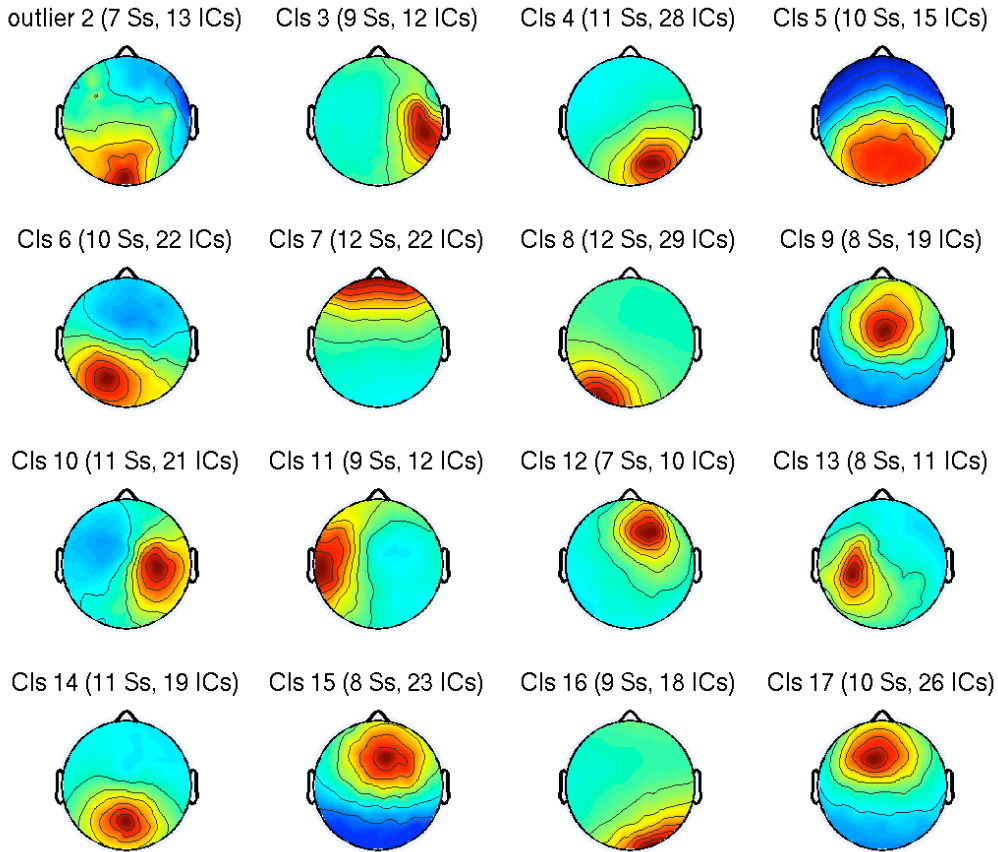 outlier 2 (7 Ss, 13 ICs)
Cls 3 (9 Ss, 12 ICs)
Cls 4 (11 Ss, 28 ICs)
Cls 5 (10 Ss, 15 ICs)
Cls 6 (10 Ss, 22 ICs)
Cls 7 (12 Ss, 22 ICs)
Cls 8 (12 Ss, 29 ICs)
Cls 9 (8 Ss, 19 ICs)
Cls 10 (11 Ss, 21 ICs)
Cls 11 (9 Ss, 12 ICs)
Cls 12 (7 Ss, 10 ICs)
Cls 13 (8 Ss, 11 ICs)
Cls 14 (11 Ss, 19 ICs)
Cls 15 (8 Ss, 23 ICs)
Cls 16 (9 Ss, 18 ICs)
Cls 17 (10 Ss, 26 ICs)